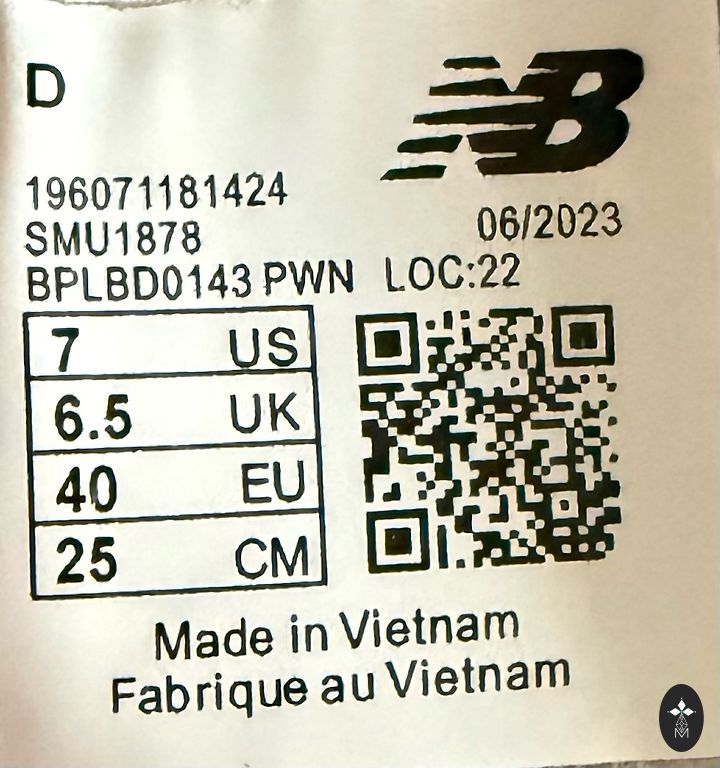 D
NB
196071181424
06/2023
SMU1878
BPLBD0143 PWN LOC:22
7 US
6.5 UK
40 EU
25 CM
Made in Vietnam
Fabrique au Vietnam
M